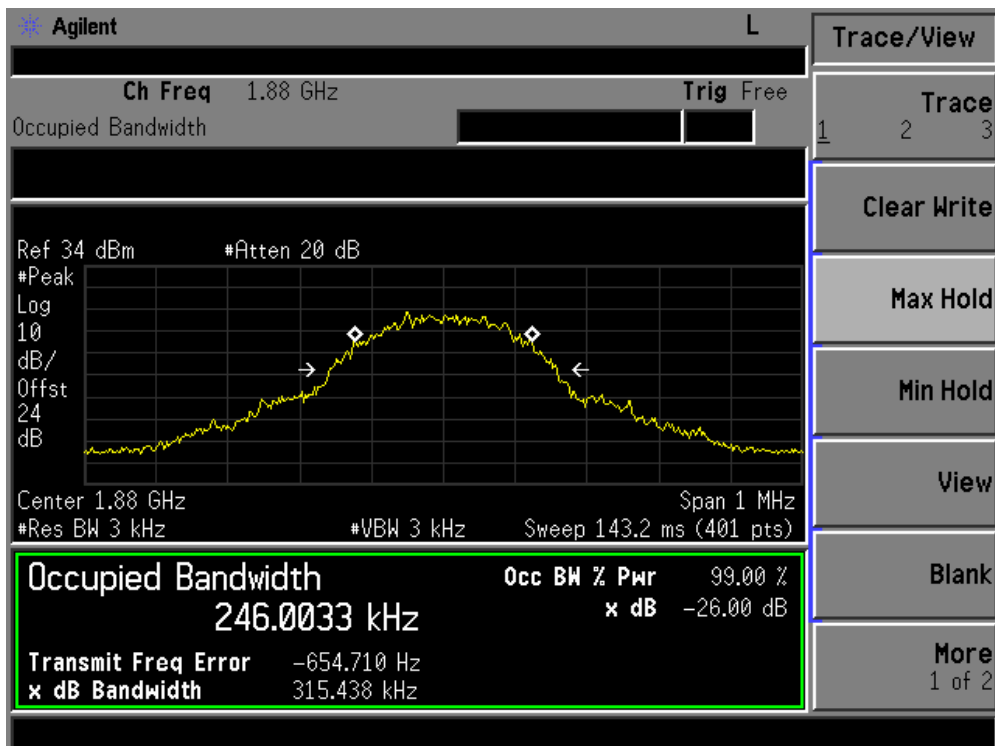 Agilent L
Ch Freq 1.88 GHz Trig Free
Occupied Bandwidth
Ref 34 dBm #Atten 20 dB
#Peak
Log
10
dB/
Offst
24
dB
Center 1.88 GHz Span 1 MHz
#Res BW 3 kHz #VBW 3 kHz Sweep 143.2 ms (401 pts)
Occupied Bandwidth Occ BW % Pwr 99.00 %
246.0033 kHz x dB -26.00 dB
Transmit Freq Error -654.710 Hz
x dB Bandwidth 315.438 kHz
Trace/View
Trace
1 2 3
Clear Write
Max Hold
Min Hold
View
Blank
More
1 of 2